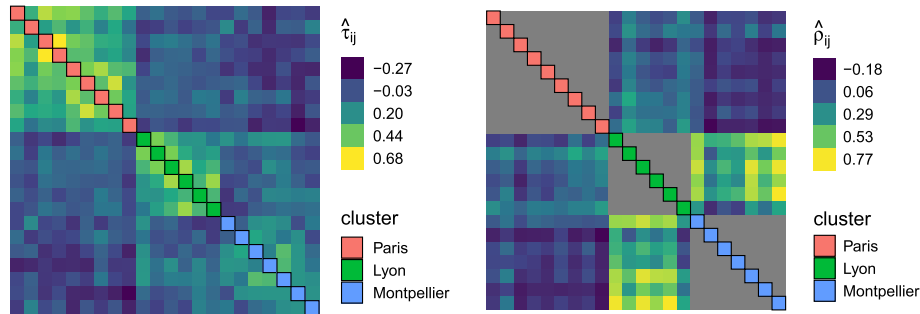 τ̂ij
−0.27
−0.03
0.20
0.44
0.68
cluster
Paris
Lyon
Montpellier
ρ̂ij
−0.18
0.06
0.29
0.53
0.77
cluster
Paris
Lyon
Montpellier